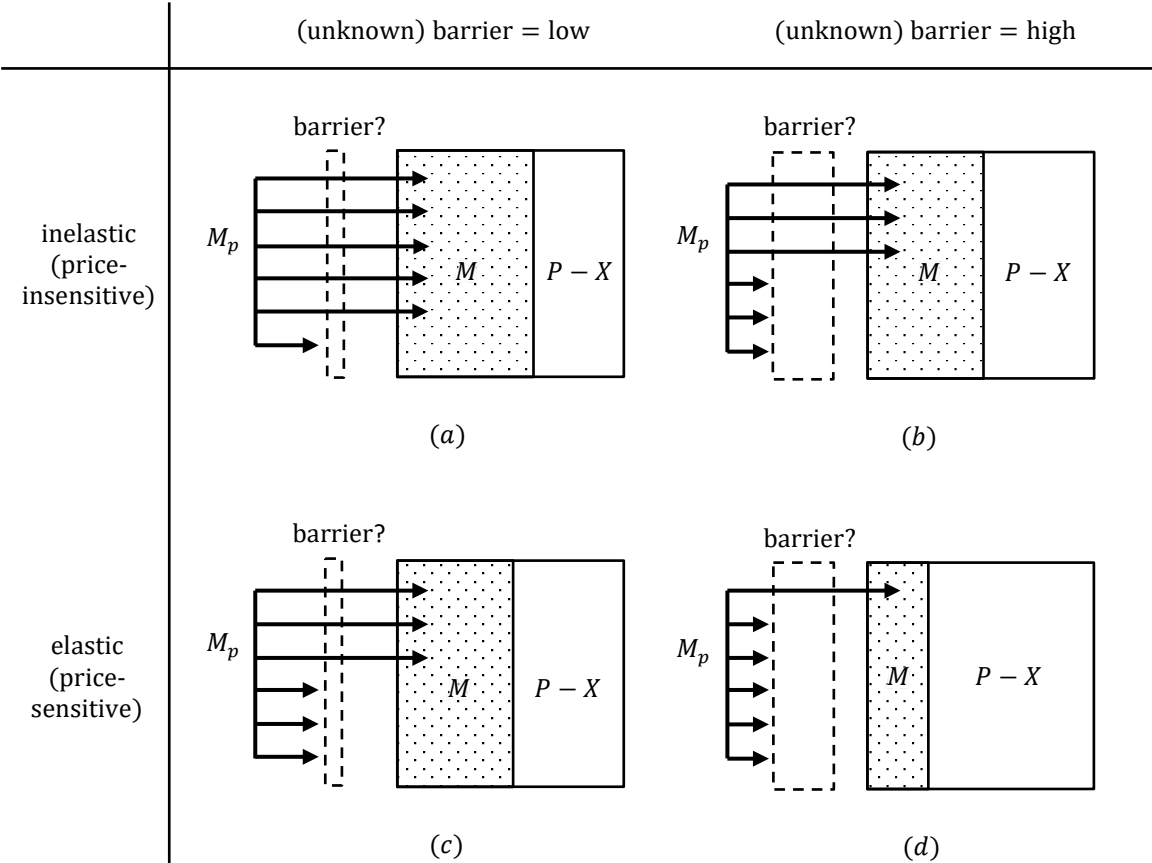 (unknown) barrier = low
(unknown) barrier = high
inelastic
(price-
insensitive)
barrier?
M_p
M
P − X
(a)
barrier?
M_p
M
P − X
(b)
elastic
(price-
sensitive)
barrier?
M_p
M
P − X
(c)
barrier?
M_p
M
P − X
(d)